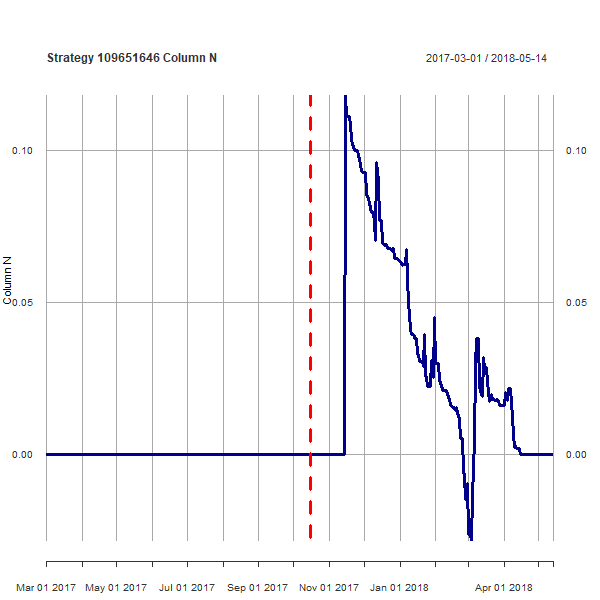 Strategy 109651646 Column N
2017-03-01 / 2018-05-14
0.10
0.10
Column N
0.05
0.05
0.00
0.00
Mar 01 2017
May 01 2017
Jul 01 2017
Sep 01 2017
Nov 01 2017
Jan 01 2018
Apr 01 2018